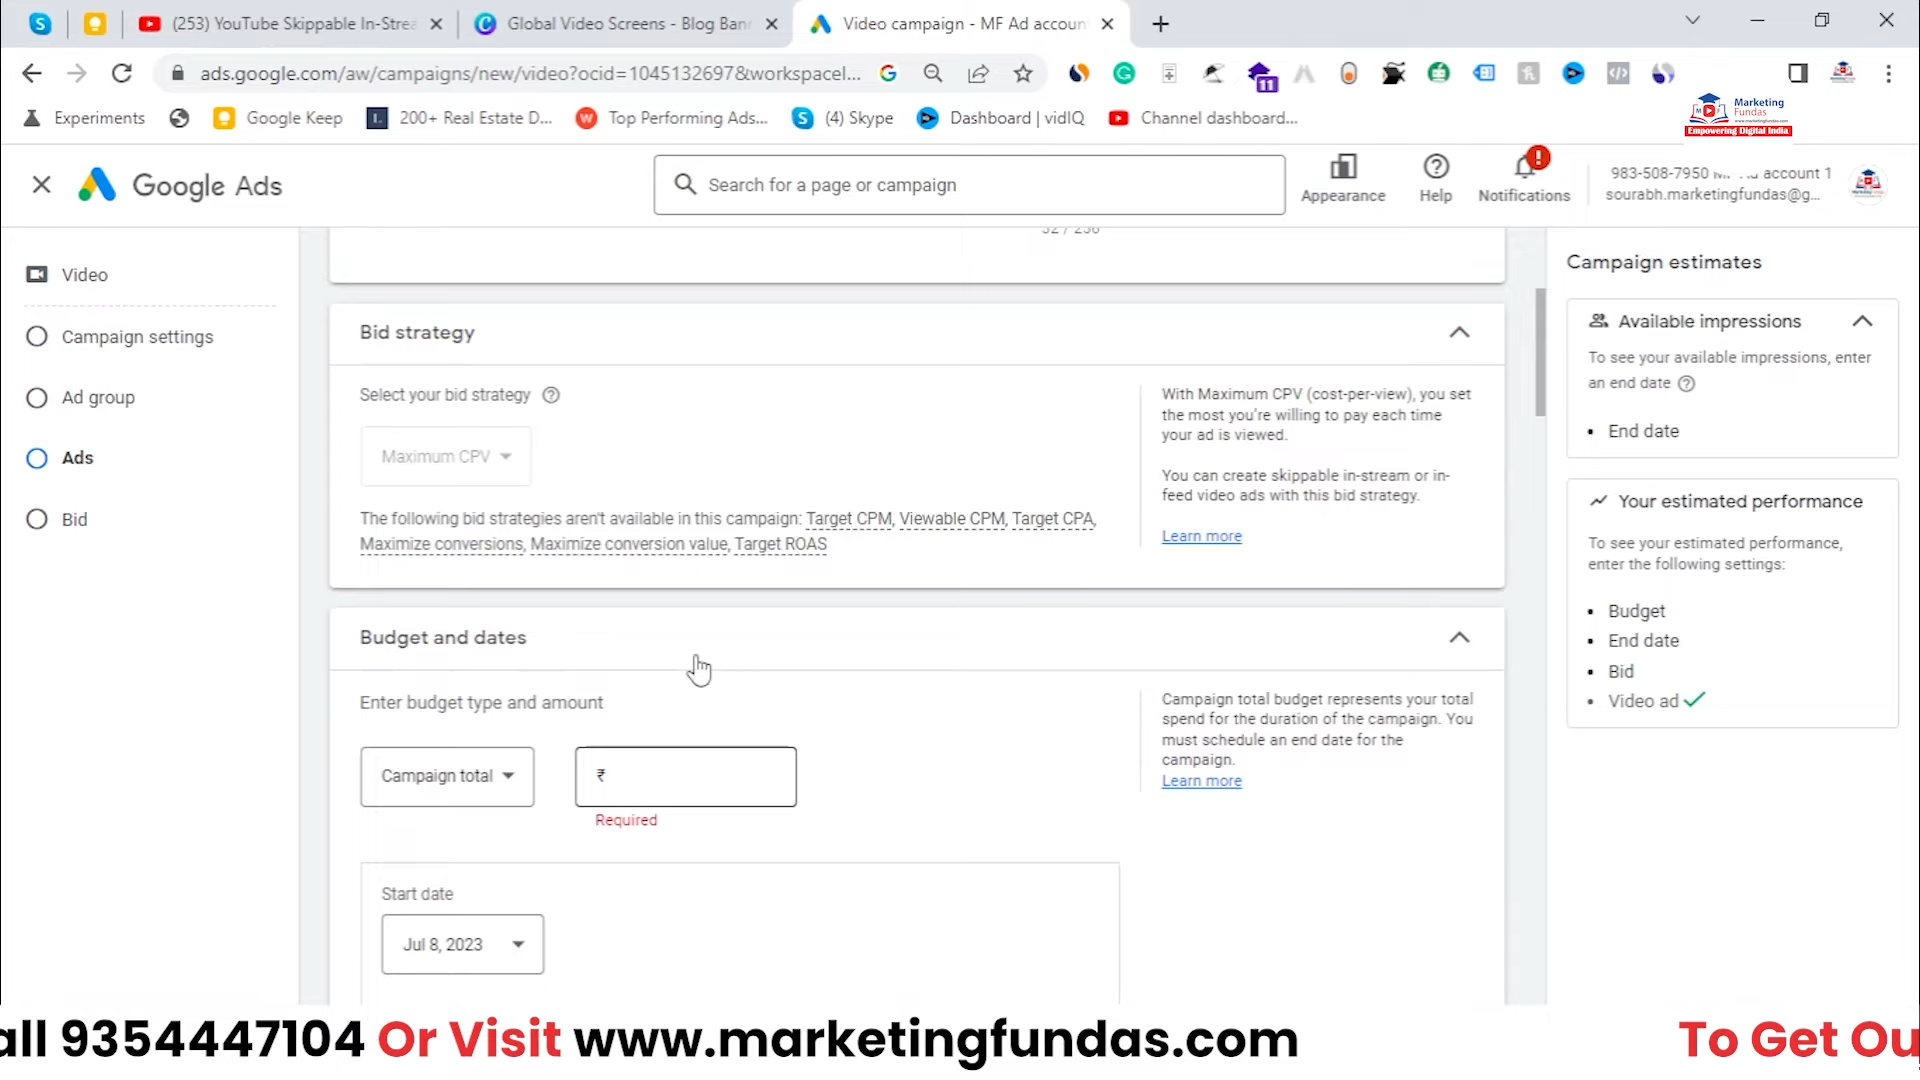 (253) YouTube Skippable In-Strea
Global Video Screens - Blog Bann
Video campaign - MF Ad accoun
ads.google.com/aw/campaigns/new/video?ocid=1045132697&workspacel...
11
Experiments
Google Keep
200+ Real Estate D...
Top Performing Ads...
(4) Skype
Dashboard | vidIQ
Channel dashboard...
Marketing
Fundas
www.marketingfundas.com
Empowering Digital India
Google Ads
Search for a page or campaign
Appearance
Help
Notifications
983-508-7950
account 1
sourabh.marketingfundas@g...
Video
Campaign settings
Ad group
Ads
Bid
32 / 256
Bid strategy
Select your bid strategy
Maximum CPV
The following bid strategies aren't available in this campaign: Target CPM, Viewable CPM, Target CPA,
Maximize conversions, Maximize conversion value, Target ROAS
With Maximum CPV (cost-per-view), you set
the most you're willing to pay each time
your ad is viewed.
You can create skippable in-stream or in-
feed video ads with this bid strategy.
Learn more
Budget and dates
Enter budget type and amount
Campaign total
₹
Required
Campaign total budget represents your total
spend for the duration of the campaign. You
must schedule an end date for the
campaign.
Learn more
Start date
Jul 8, 2023
Campaign estimates
Available impressions
To see your available impressions, enter
an end date
• End date
Your estimated performance
To see your estimated performance,
enter the following settings:
• Budget
• End date
• Bid
• Video ad
all 9354447104 Or Visit www.marketingfundas.com
To Get Ou